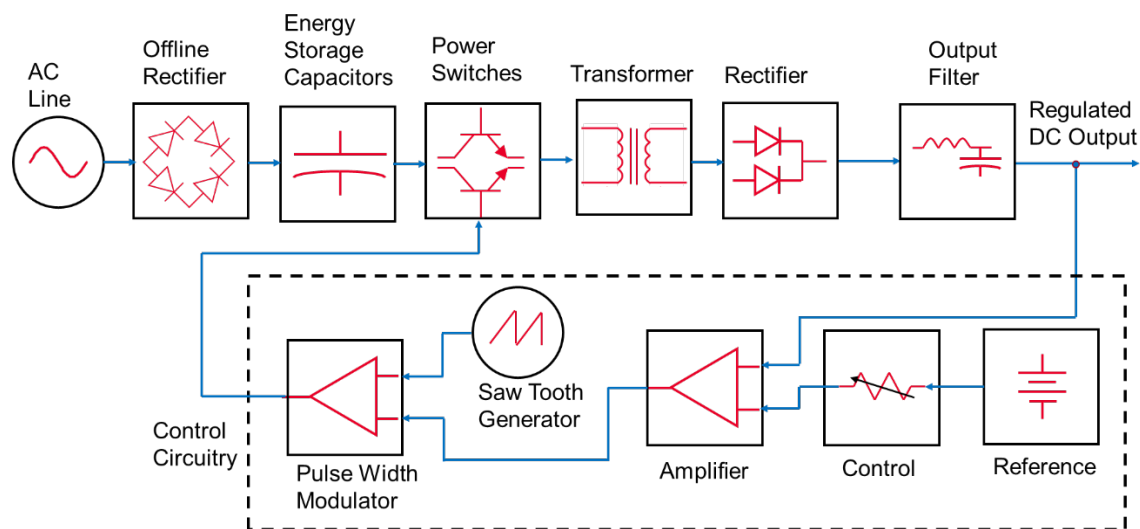 AC
Line
Offline
Rectifier
Energy
Storage
Capacitors
Power
Switches
Transformer
Rectifier
Output
Filter
Regulated
DC Output
Control
Circuitry
Pulse Width
Modulator
Saw Tooth
Generator
Amplifier
Control
Reference